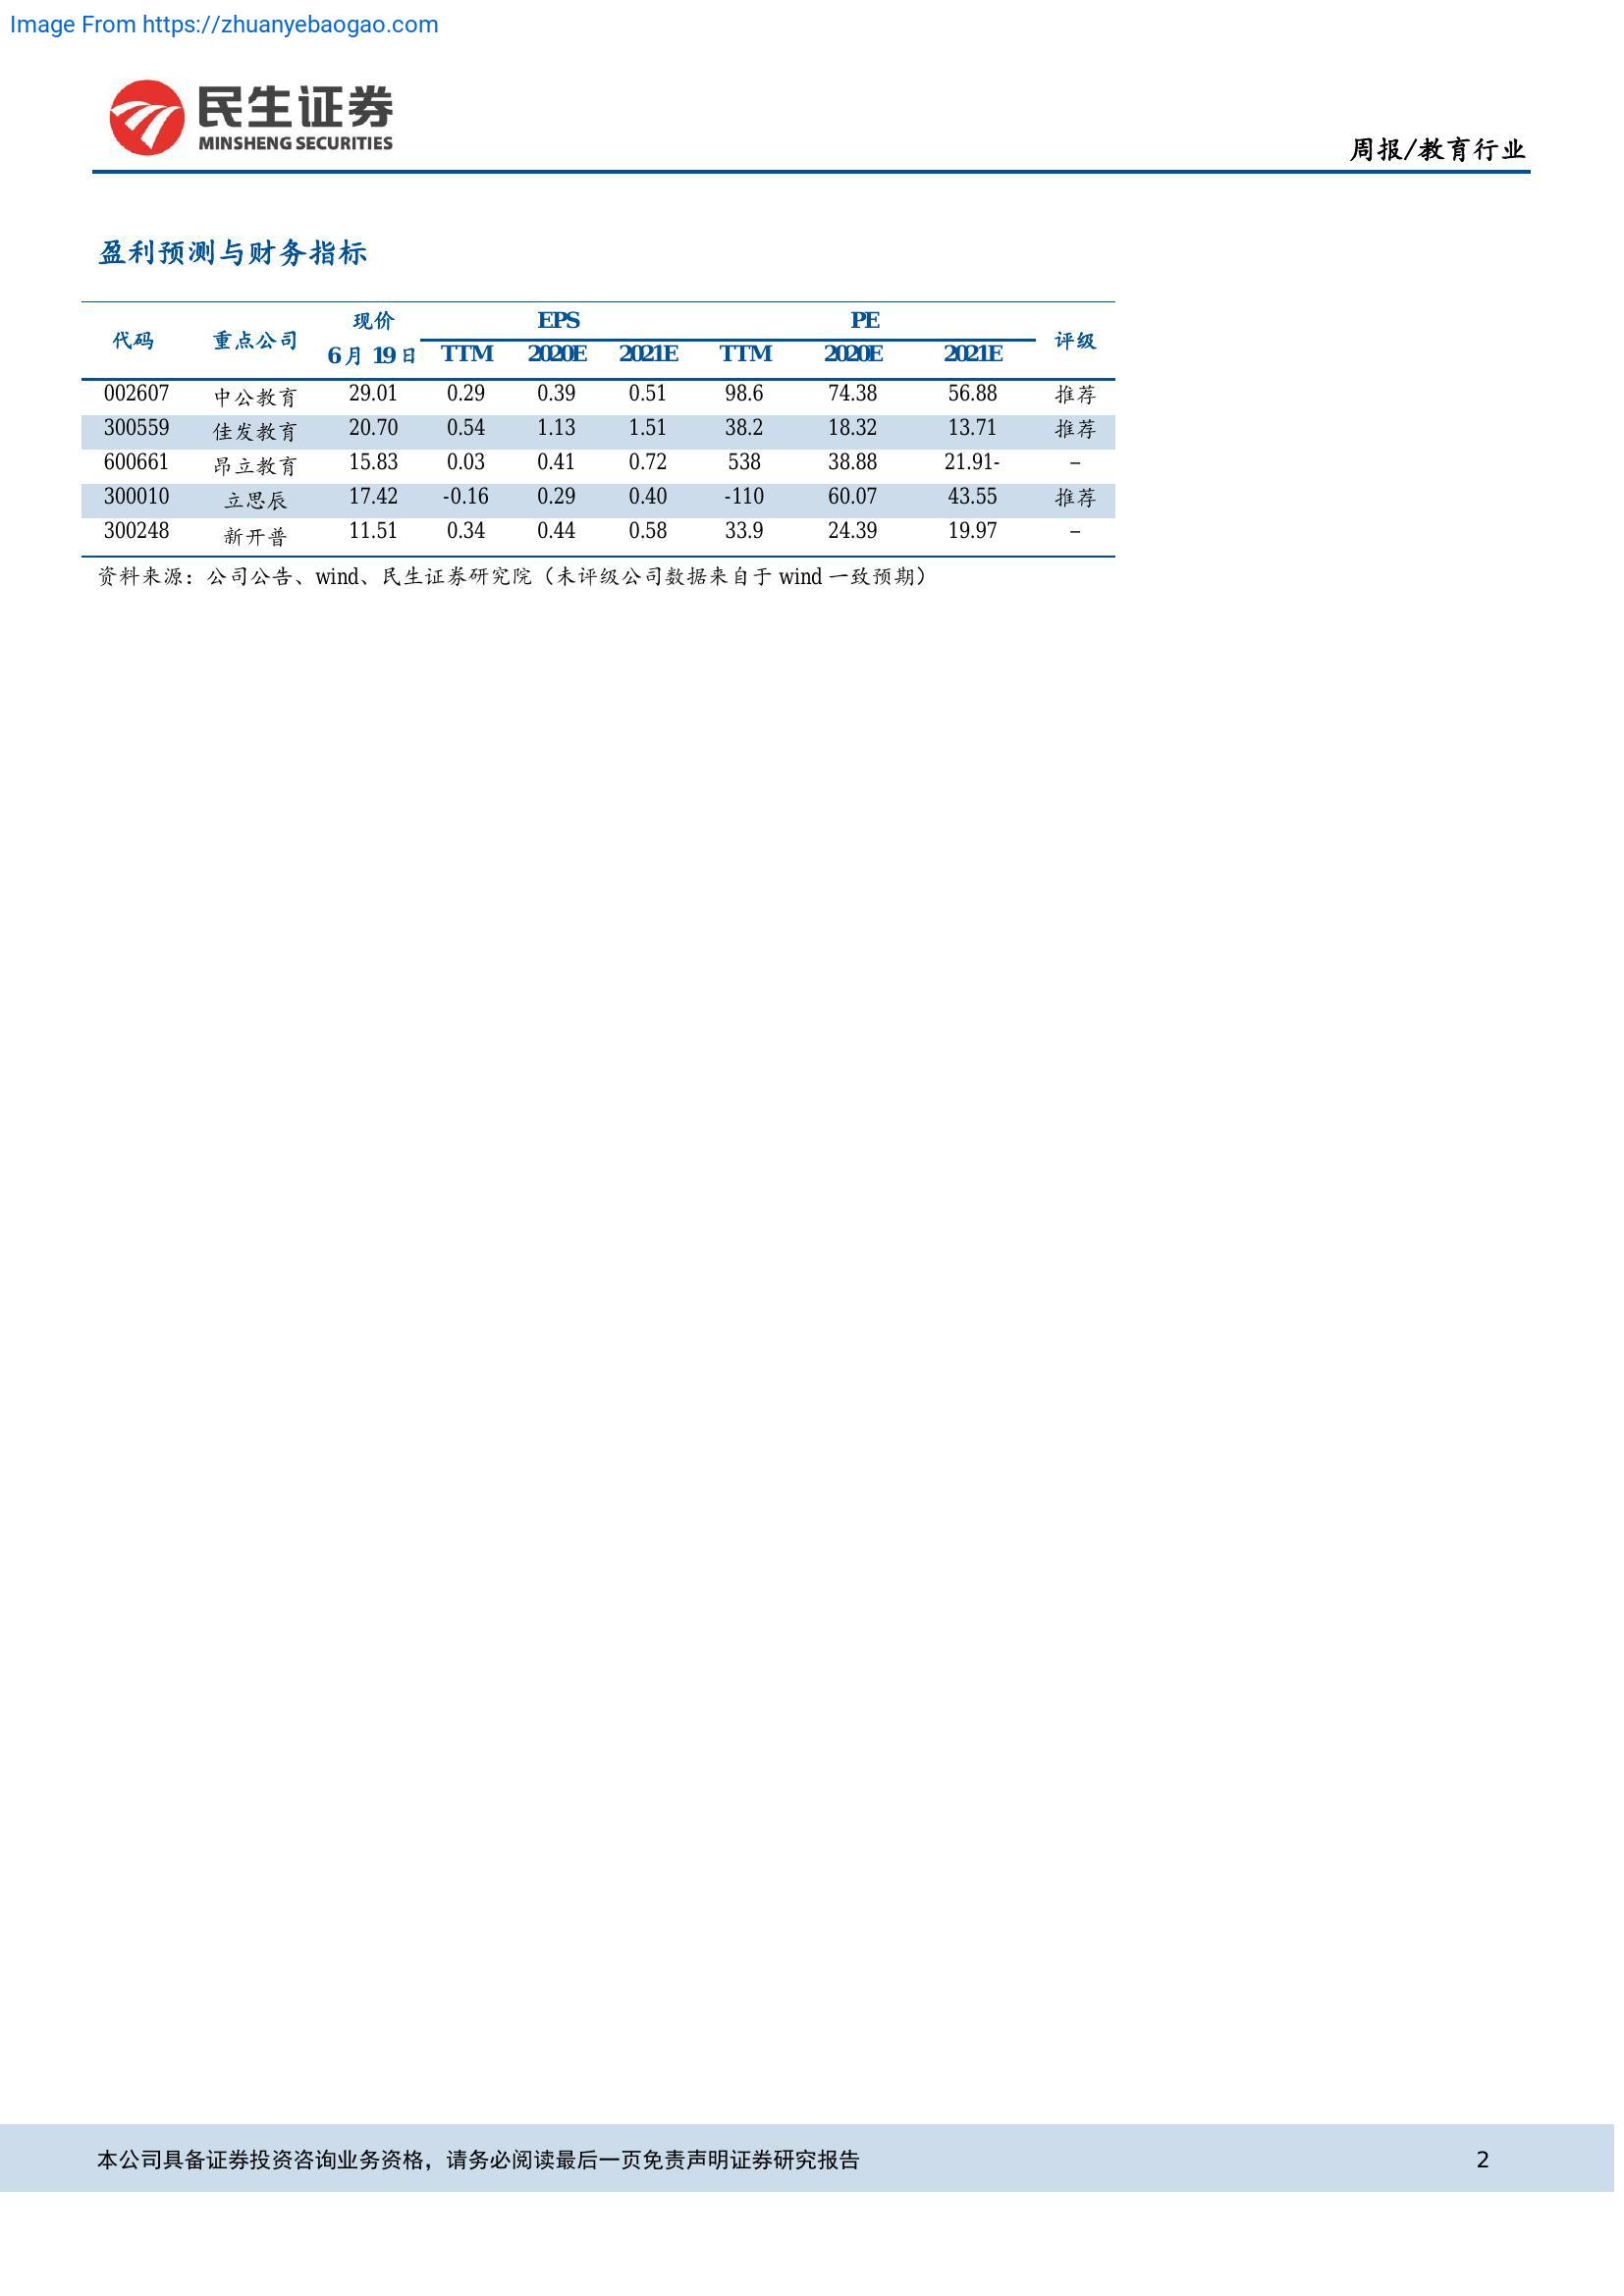 Image From https://zhuanyebaogao.com
民生证券
MINSHENG SECURITIES
周报/教育行业
盈利预测与财务指标
代码 重点公司 现价 EPS PE 评级
6月19日 TTM 2020E 2021E TTM 2020E 2021E
002607 中公教育 29.01 0.29 0.39 0.51 98.6 74.38 56.88 推荐
300559 佳发教育 20.70 0.54 1.13 1.51 38.2 18.32 13.71 推荐
600661 昂立教育 15.83 0.03 0.41 0.72 538 38.88 21.91- –
300010 立思辰 17.42 -0.16 0.29 0.40 -110 60.07 43.55 推荐
300248 新开普 11.51 0.34 0.44 0.58 33.9 24.39 19.97 –
资料来源：公司公告、wind、民生证券研究院（未评级公司数据来自于 wind 一致预期）
本公司具备证券投资咨询业务资格，请务必阅读最后一页免责声明证券研究报告 2